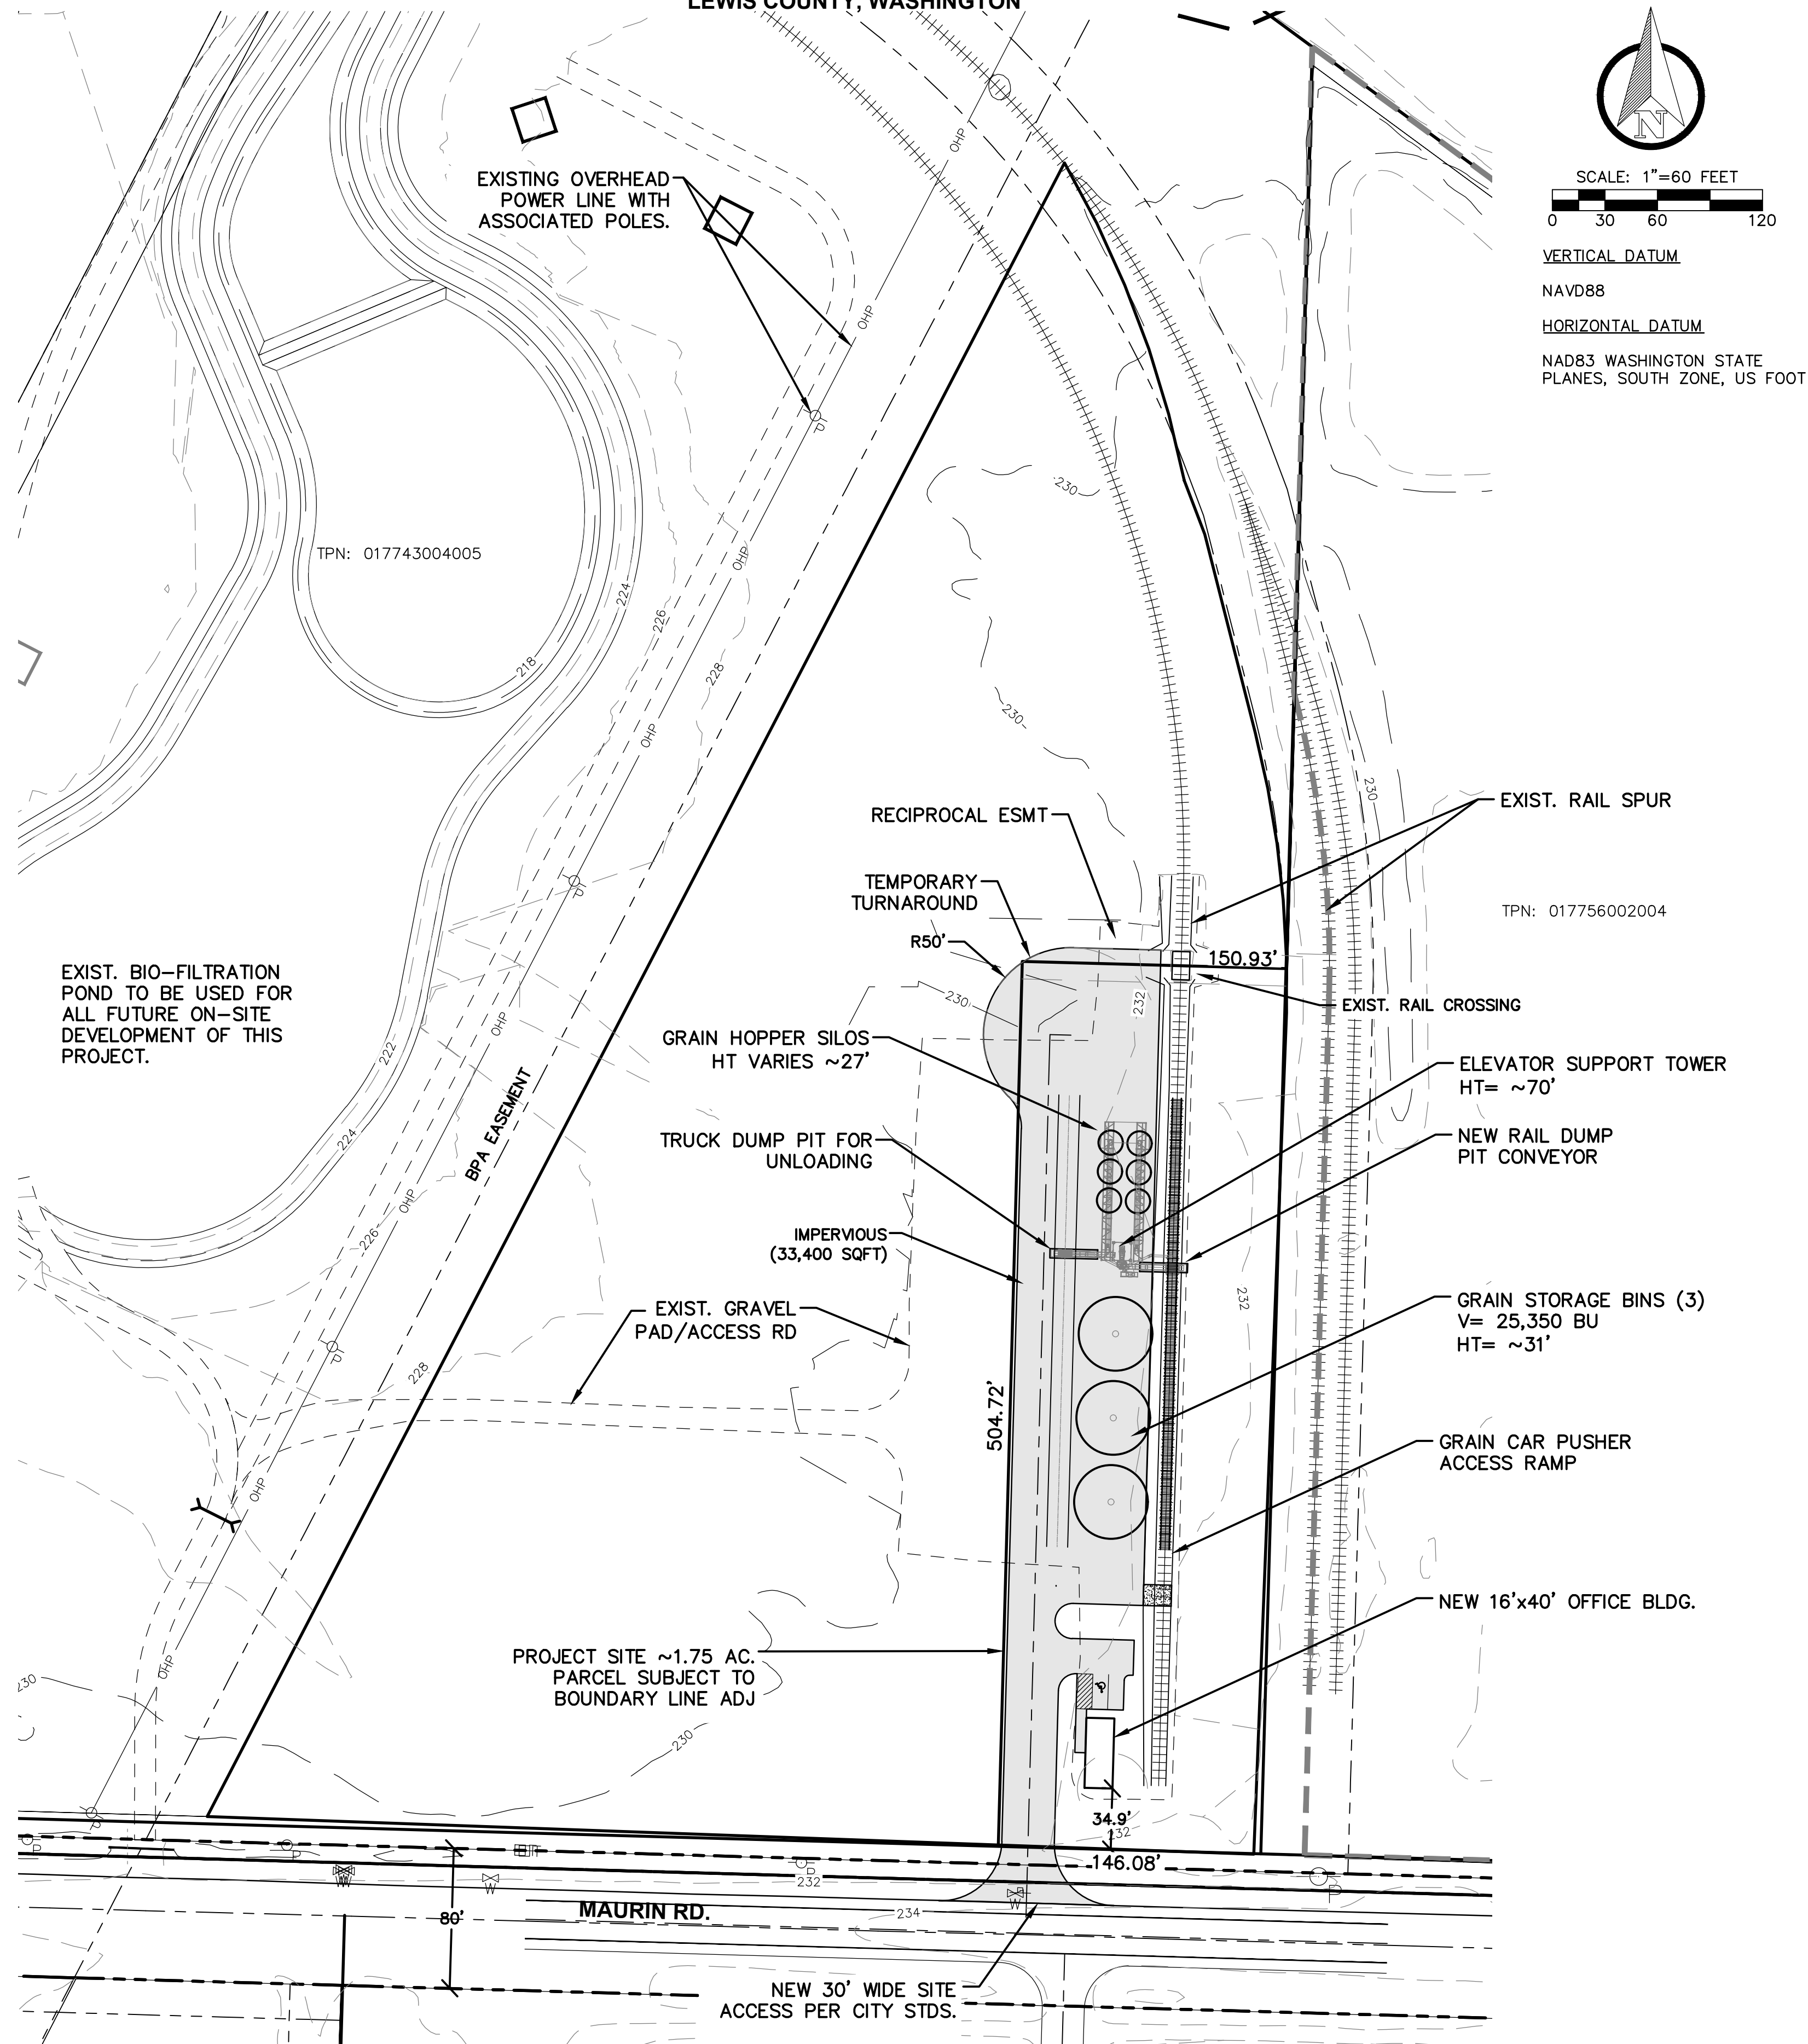 LEWIS COUNTY, WASHINGTON
N
SCALE: 1"=60 FEET
0 30 60 120
VERTICAL DATUM
NAVD88
HORIZONTAL DATUM
NAD83 WASHINGTON STATE
PLANES, SOUTH ZONE, US FOOT
EXISTING OVERHEAD
POWER LINE WITH
ASSOCIATED POLES.
OHP
OHP
P
230
OHP
TPN: 017743004005
224
226
218
228
230
OHP
230
EXIST. RAIL SPUR
RECIPROCAL ESMT
TEMPORARY
TURNAROUND
P
TPN: 017756002004
R50'
150.93'
EXIST. BIO-FILTRATION
POND TO BE USED FOR
ALL FUTURE ON-SITE
DEVELOPMENT OF THIS
PROJECT.
230
232
EXIST. RAIL CROSSING
OHP
222
GRAIN HOPPER SILOS
HT VARIES ~27'
ELEVATOR SUPPORT TOWER
HT= ~70'
BPA EASEMENT
224
TRUCK DUMP PIT FOR
UNLOADING
NEW RAIL DUMP
PIT CONVEYOR
OHP
226
IMPERVIOUS
(33,400 SQFT)
232
EXIST. GRAVEL
PAD/ACCESS RD
GRAIN STORAGE BINS (3)
V= 25,350 BU
HT= ~31'
P
228
504.72'
GRAIN CAR PUSHER
ACCESS RAMP
OHP
NEW 16'x40' OFFICE BLDG.
PROJECT SITE ~1.75 AC.
PARCEL SUBJECT TO
BOUNDARY LINE ADJ
OHP
230
230
34.9'
232
146.08'
P
P
P
P
P
232
W
W
W
80'
MAURIN RD.
234
NEW 30' WIDE SITE
ACCESS PER CITY STDS.